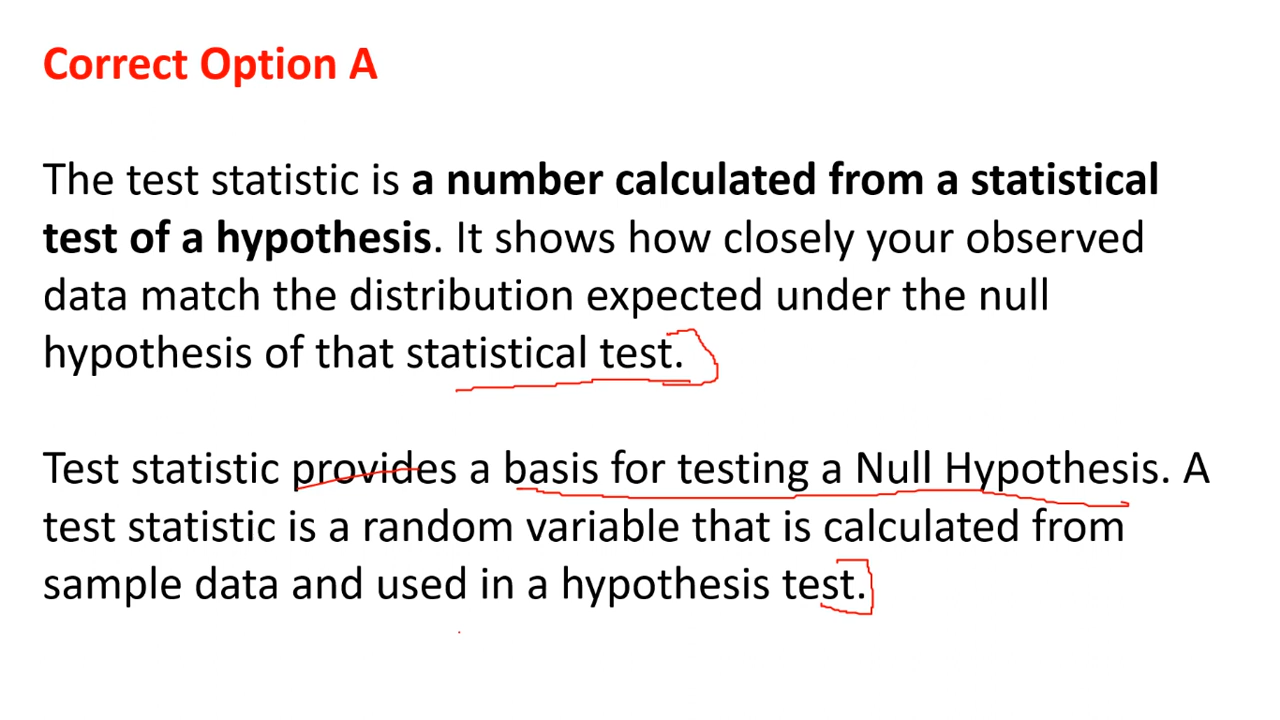 Correct Option A
The test statistic is a number calculated from a statistical
test of a hypothesis. It shows how closely your observed
data match the distribution expected under the null
hypothesis of that statistical test.
Test statistic provides a basis for testing a Null Hypothesis. A
test statistic is a random variable that is calculated from
sample data and used in a hypothesis test.